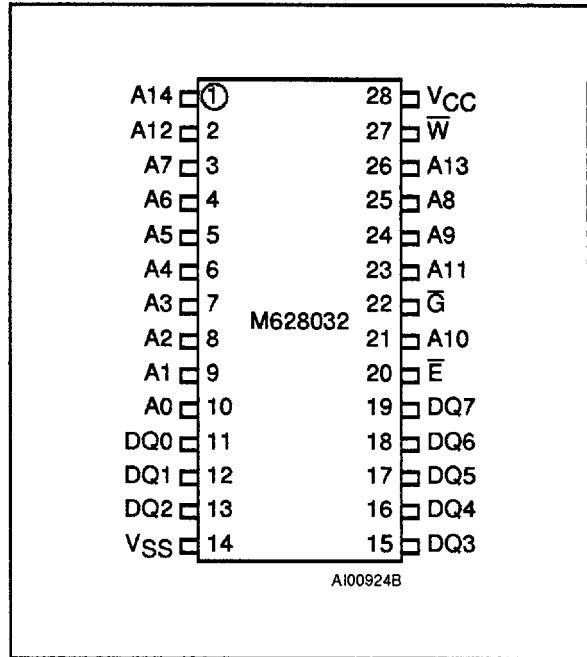 A14 1 28 VCC
A12 2 27 W̅
A7 3 26 A13
A6 4 25 A8
A5 5 24 A9
A4 6 23 A11
A3 7 22 G̅
M628032
A2 8 21 A10
A1 9 20 E̅
A0 10 19 DQ7
DQ0 11 18 DQ6
DQ1 12 17 DQ5
DQ2 13 16 DQ4
VSS 14 15 DQ3
AI00924B